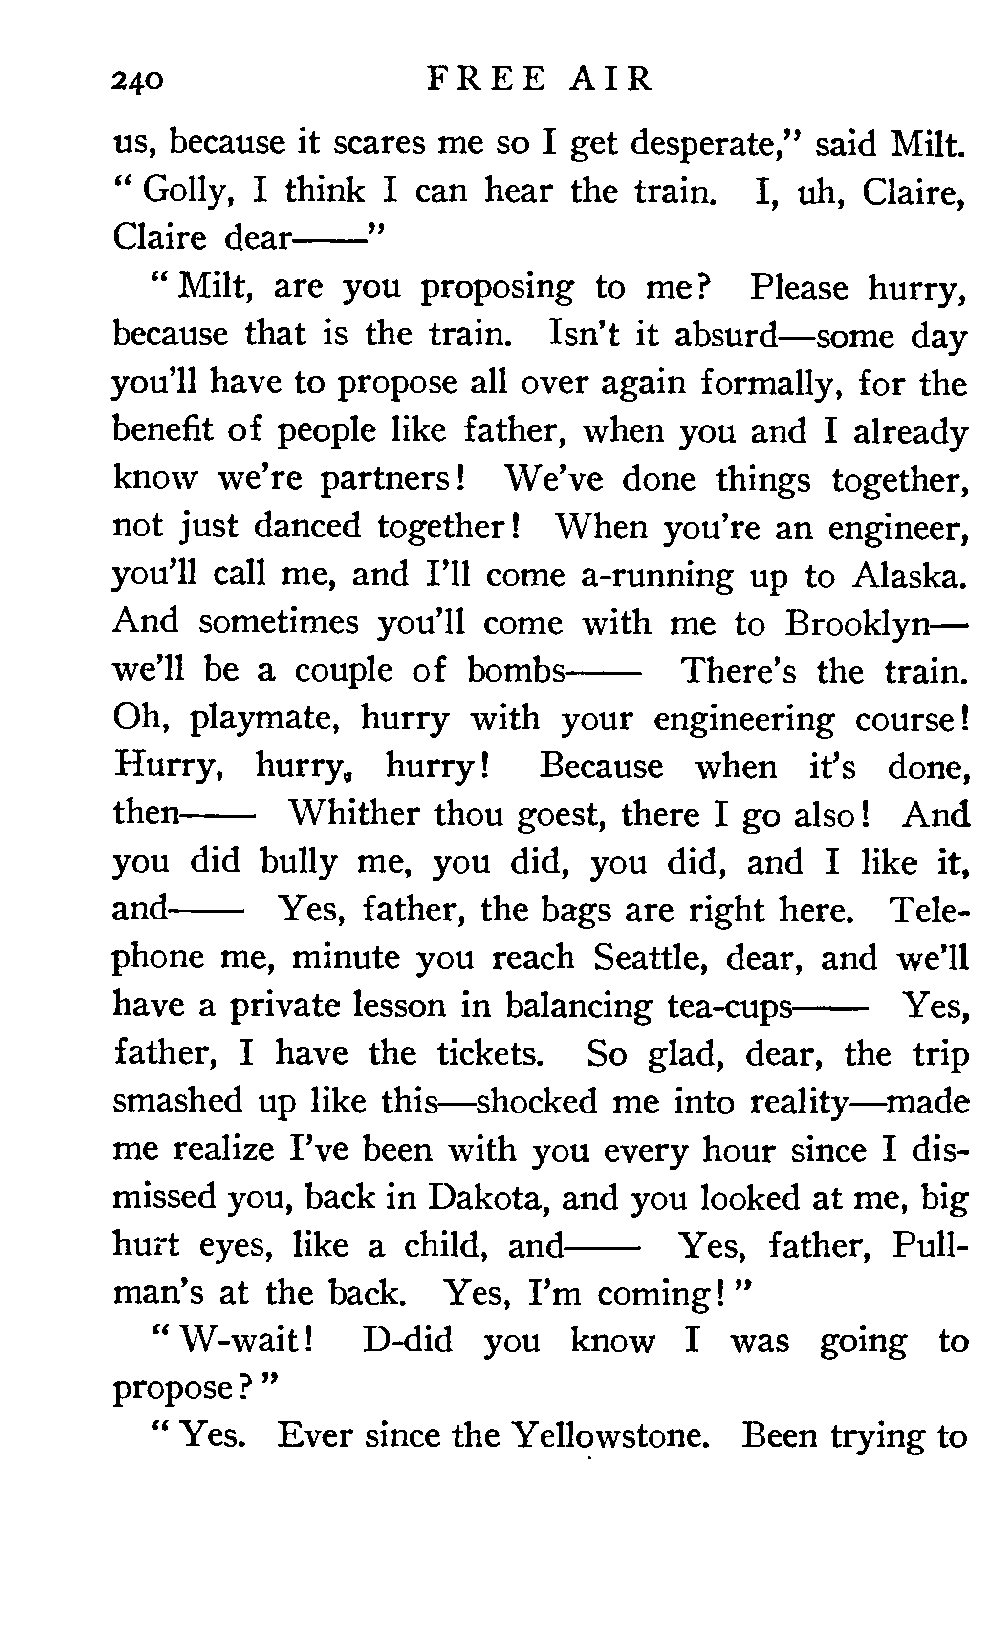 240 FREE AIR
us, because it scares me so I get desperate," said Milt.
" Golly, I think I can hear the train. I, uh, Claire,
Claire dear——"
" Milt, are you proposing to me? Please hurry,
because that is the train. Isn't it absurd—some day
you'll have to propose all over again formally, for the
benefit of people like father, when you and I already
know we're partners! We've done things together,
not just danced together! When you're an engineer,
you'll call me, and I'll come a-running up to Alaska.
And sometimes you'll come with me to Brooklyn—
we'll be a couple of bombs—— There's the train.
Oh, playmate, hurry with your engineering course!
Hurry, hurry, hurry! Because when it's done,
then—— Whither thou goest, there I go also! And
you did bully me, you did, you did, and I like it,
and—— Yes, father, the bags are right here. Tele-
phone me, minute you reach Seattle, dear, and we'll
have a private lesson in balancing tea-cups—— Yes,
father, I have the tickets. So glad, dear, the trip
smashed up like this—shocked me into reality—made
me realize I've been with you every hour since I dis-
missed you, back in Dakota, and you looked at me, big
hurt eyes, like a child, and—— Yes, father, Pull-
man's at the back. Yes, I'm coming! "
" W-wait! D-did you know I was going to
propose? "
" Yes. Ever since the Yellowstone. Been trying to